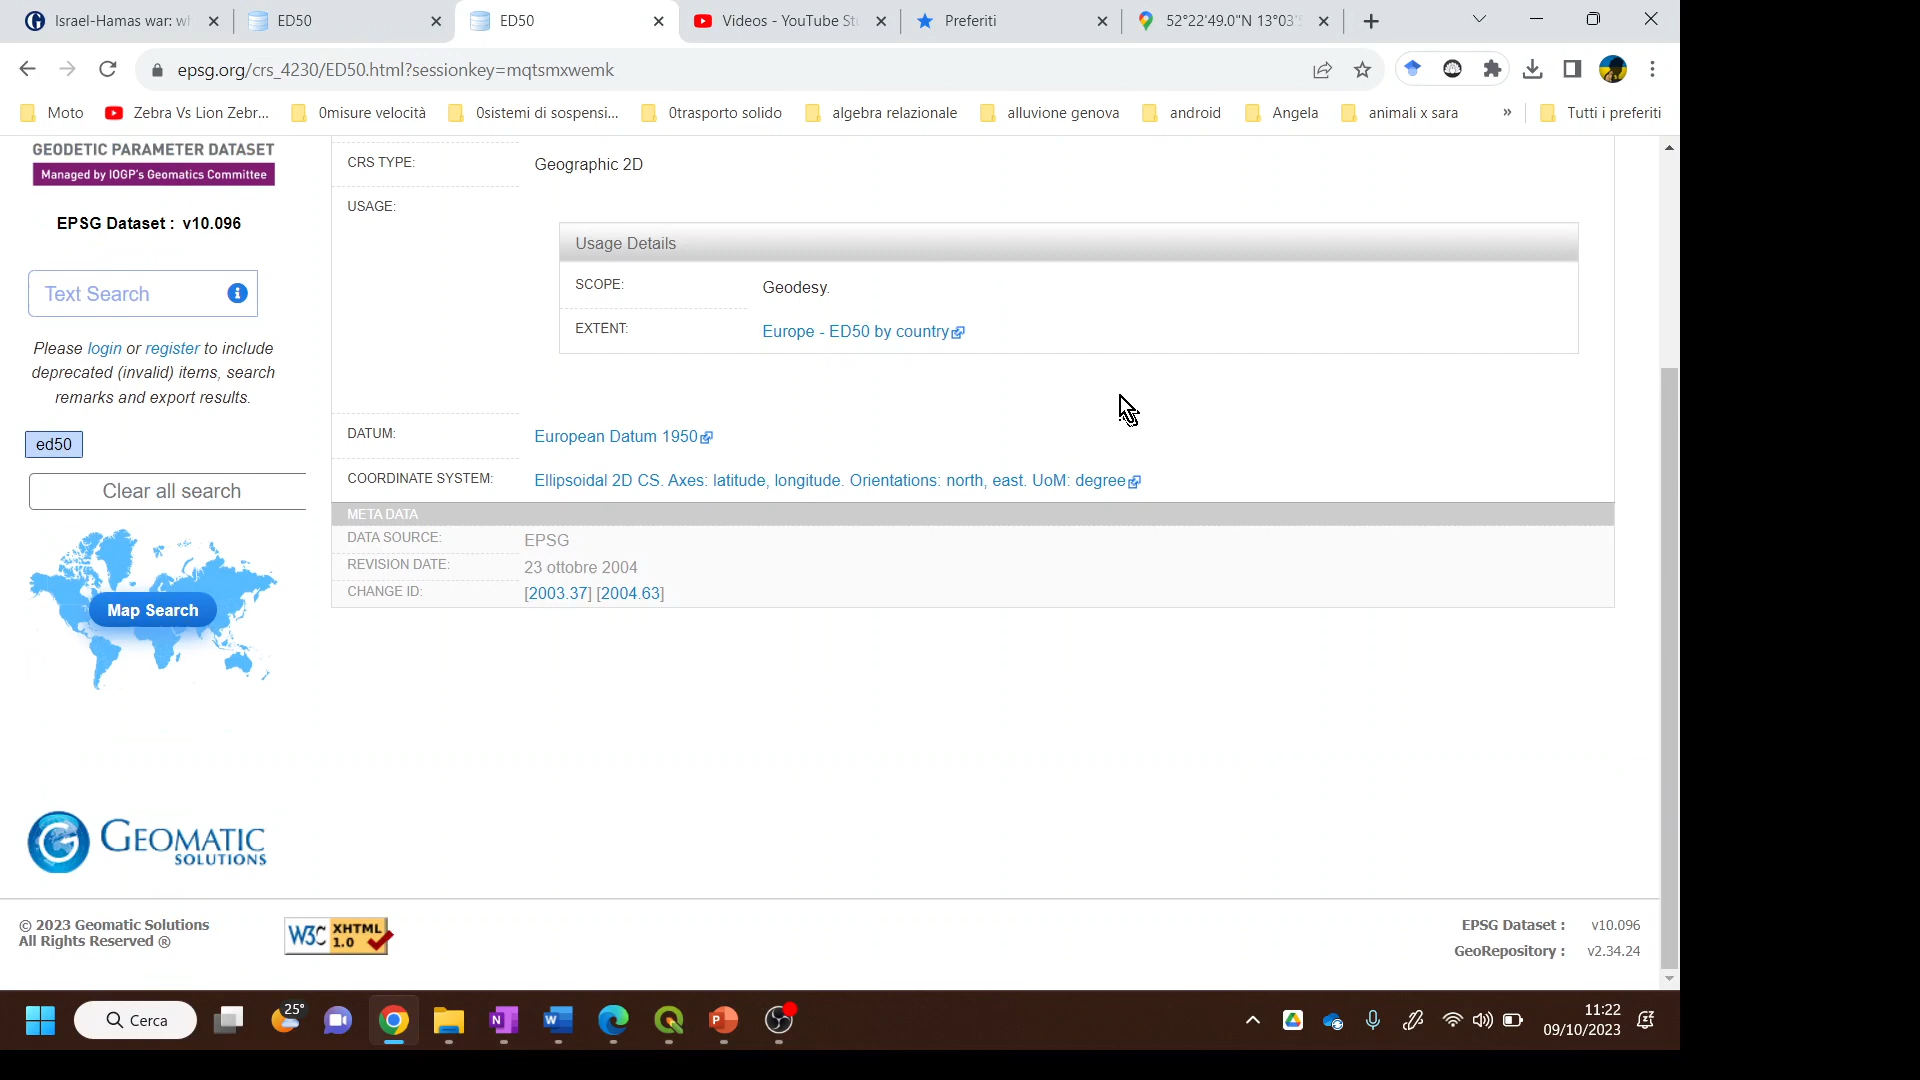 Israel-Hamas war: wl
ED50
ED50
Videos - YouTube St
Preferiti
52°22'49.0"N 13°03'5
epsg.org/crs_4230/ED50.html?sessionkey=mqtsmxwemk
Moto
Zebra Vs Lion Zebr...
0misure velocità
0sistemi di sospensi...
0trasporto solido
algebra relazionale
alluvione genova
android
Angela
animali x sara
»
Tutti i preferiti
GEODETIC PARAMETER DATASET
Managed by IOGP's Geomatics Committee
EPSG Dataset : v10.096
Text Search
Please login or register to include
deprecated (invalid) items, search
remarks and export results.
ed50
Clear all search
Map Search
GEOMATIC
SOLUTIONS
CRS TYPE: Geographic 2D
USAGE:
Usage Details
SCOPE: Geodesy.
EXTENT: Europe - ED50 by country
DATUM: European Datum 1950
COORDINATE SYSTEM: Ellipsoidal 2D CS. Axes: latitude, longitude. Orientations: north, east. UoM: degree
META DATA
DATA SOURCE: EPSG
REVISION DATE: 23 ottobre 2004
CHANGE ID: [2003.37] [2004.63]
© 2023 Geomatic Solutions
All Rights Reserved ®
W3C XHTML
1.0
EPSG Dataset : v10.096
GeoRepository : v2.34.24
Cerca
25°
11:22
09/10/2023